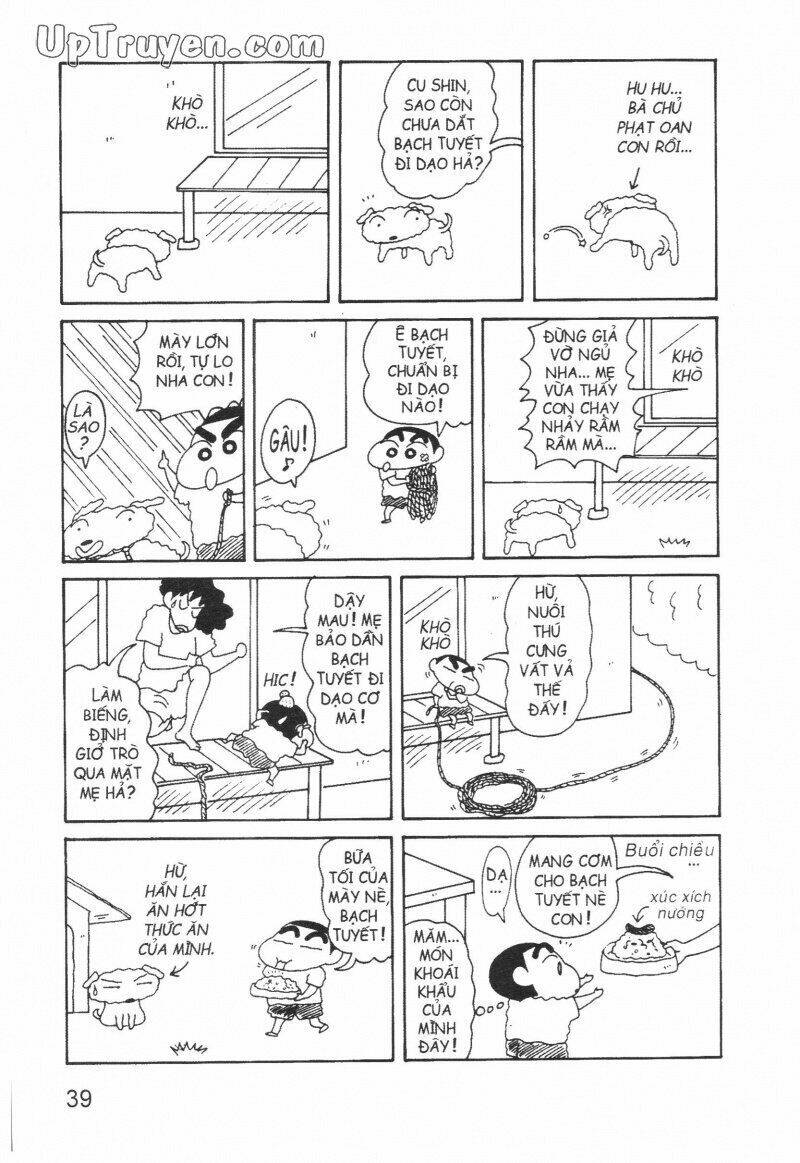 UpTruyen.com
HU HU...
BÀ CHỦ
PHẠT OAN
CON RỒI...
CU SHIN,
SAO CÒN
CHƯA DẮT
BẠCH TUYẾT
ĐI DẠO HẢ?
KHÒ
KHÒ...
KHÒ
KHÒ
ĐỪNG GIẢ
VỜ NGỦ
NHA... MẸ
VỪA THẤY
CON CHẠY
NHẢY RẦM
RẦM MÀ...
Ê BẠCH
TUYẾT,
CHUẨN BỊ
ĐI DẠO
NÀO!
GÂU!
MÀY LỚN
RỒI, TỰ LO
NHA CON!
LÀ
SAO
?
HỪ,
NUÔI
THÚ
CƯNG
VẤT VẢ
THẾ
ĐẤY!
KHÒ
KHÒ
DẬY
MAU! MẸ
BẢO DẪN
BẠCH
TUYẾT ĐI
DẠO CƠ
MÀ!
HIC!
LÀM
BIẾNG,
ĐỊNH
GIỞ TRÒ
QUA MẶT
MẸ HẢ?
Buổi chiều
...
xúc xích
nướng
MANG CƠM
CHO BẠCH
TUYẾT NÈ
CON!
DẠ
...
MĂM...
MÓN
KHOÁI
KHẨU
CỦA
MÌNH
ĐÂY!
BỮA
TỐI CỦA
MÀY NÈ,
BẠCH
TUYẾT!
HỪ,
HẮN LẠI
ĂN HỚT
THỨC ĂN
CỦA MÌNH.
39